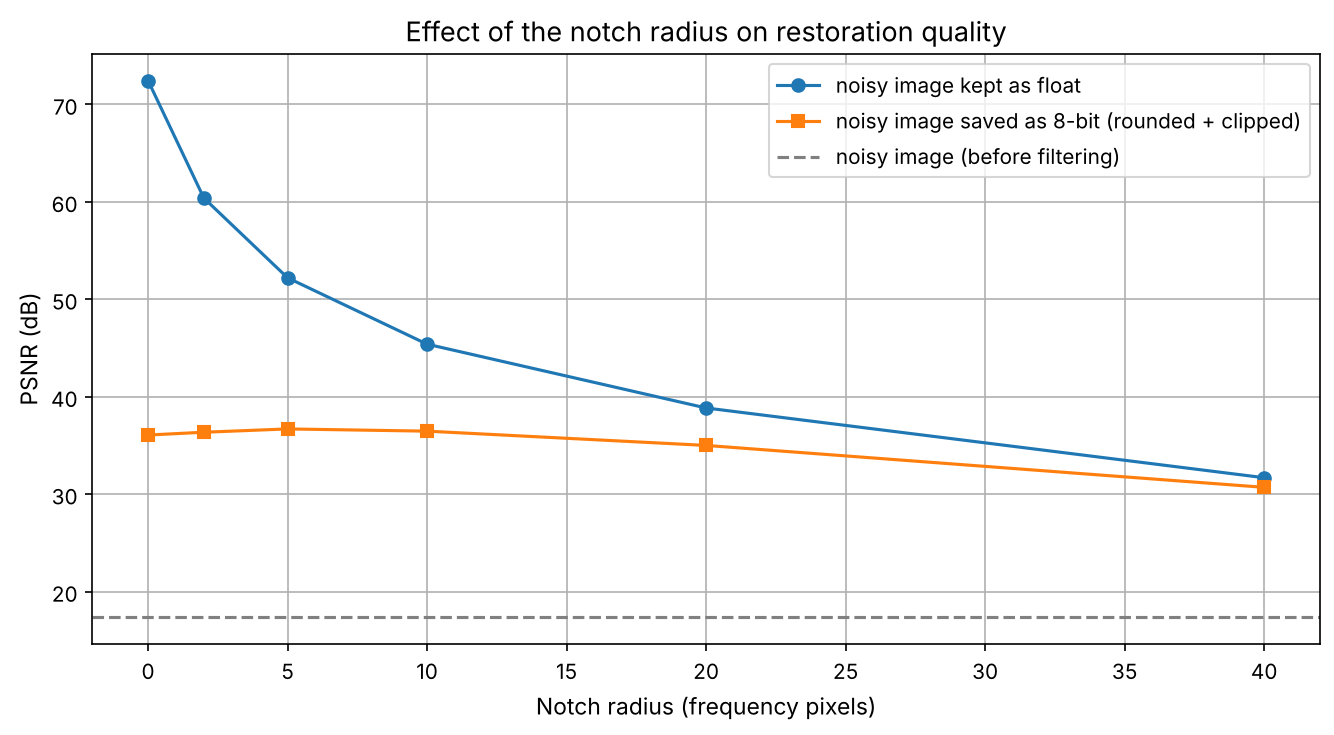 Effect of the notch radius on restoration quality
noisy image kept as float
noisy image saved as 8-bit (rounded + clipped)
noisy image (before filtering)
PSNR (dB)
70
60
50
40
30
20
0 5 10 15 20 25 30 35 40
Notch radius (frequency pixels)